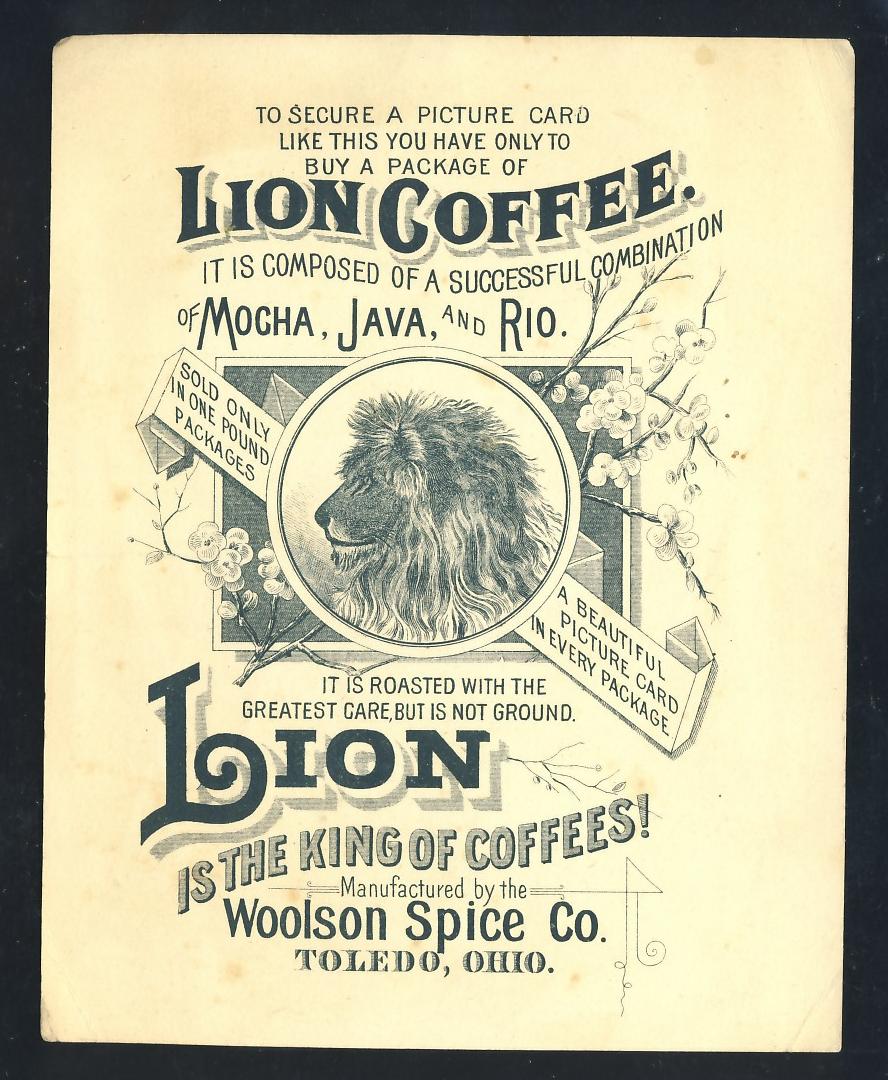 TO SECURE A PICTURE CARD
LIKE THIS YOU HAVE ONLY TO
BUY A PACKAGE OF
LION COFFEE.
IT IS COMPOSED OF A SUCCESSFUL COMBINATION
OF MOCHA, JAVA, AND RIO.
SOLD ONLY
IN ONE POUND
PACKAGES
A BEAUTIFUL
PICTURE CARD
IN EVERY PACKAGE
IT IS ROASTED WITH THE
GREATEST CARE, BUT IS NOT GROUND.
LION
IS THE KING OF COFFEES!
Manufactured by the
Woolson Spice Co.
TOLEDO, OHIO.